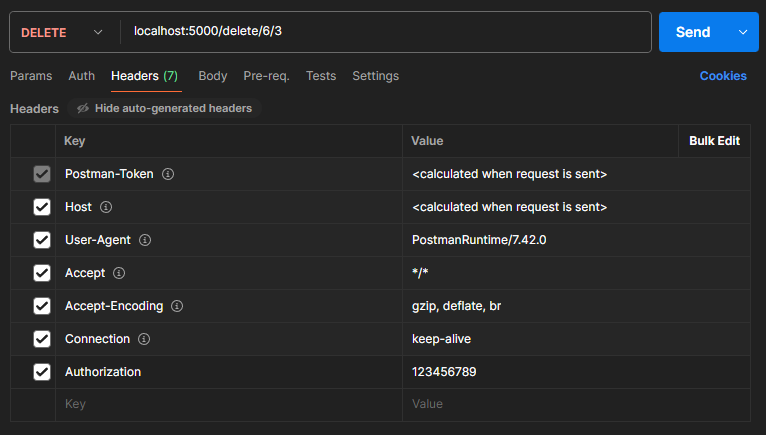 DELETE localhost:5000/delete/6/3 Send
Params Auth Headers (7) Body Pre-req. Tests Settings Cookies
Headers Hide auto-generated headers
Key Value Bulk Edit
Postman-Token <calculated when request is sent>
Host <calculated when request is sent>
User-Agent PostmanRuntime/7.42.0
Accept */*
Accept-Encoding gzip, deflate, br
Connection keep-alive
Authorization 123456789
Key Value